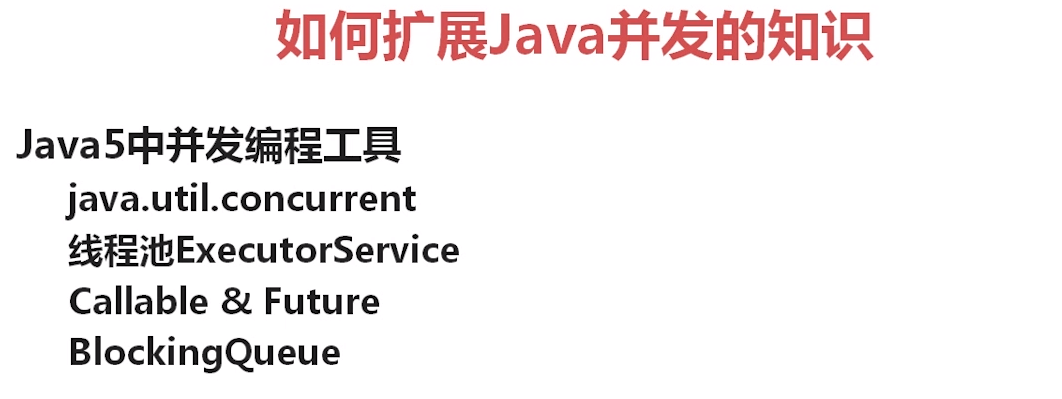 如何扩展Java并发的知识
Java5中并发编程工具
java.util.concurrent
线程池ExecutorService
Callable & Future
BlockingQueue